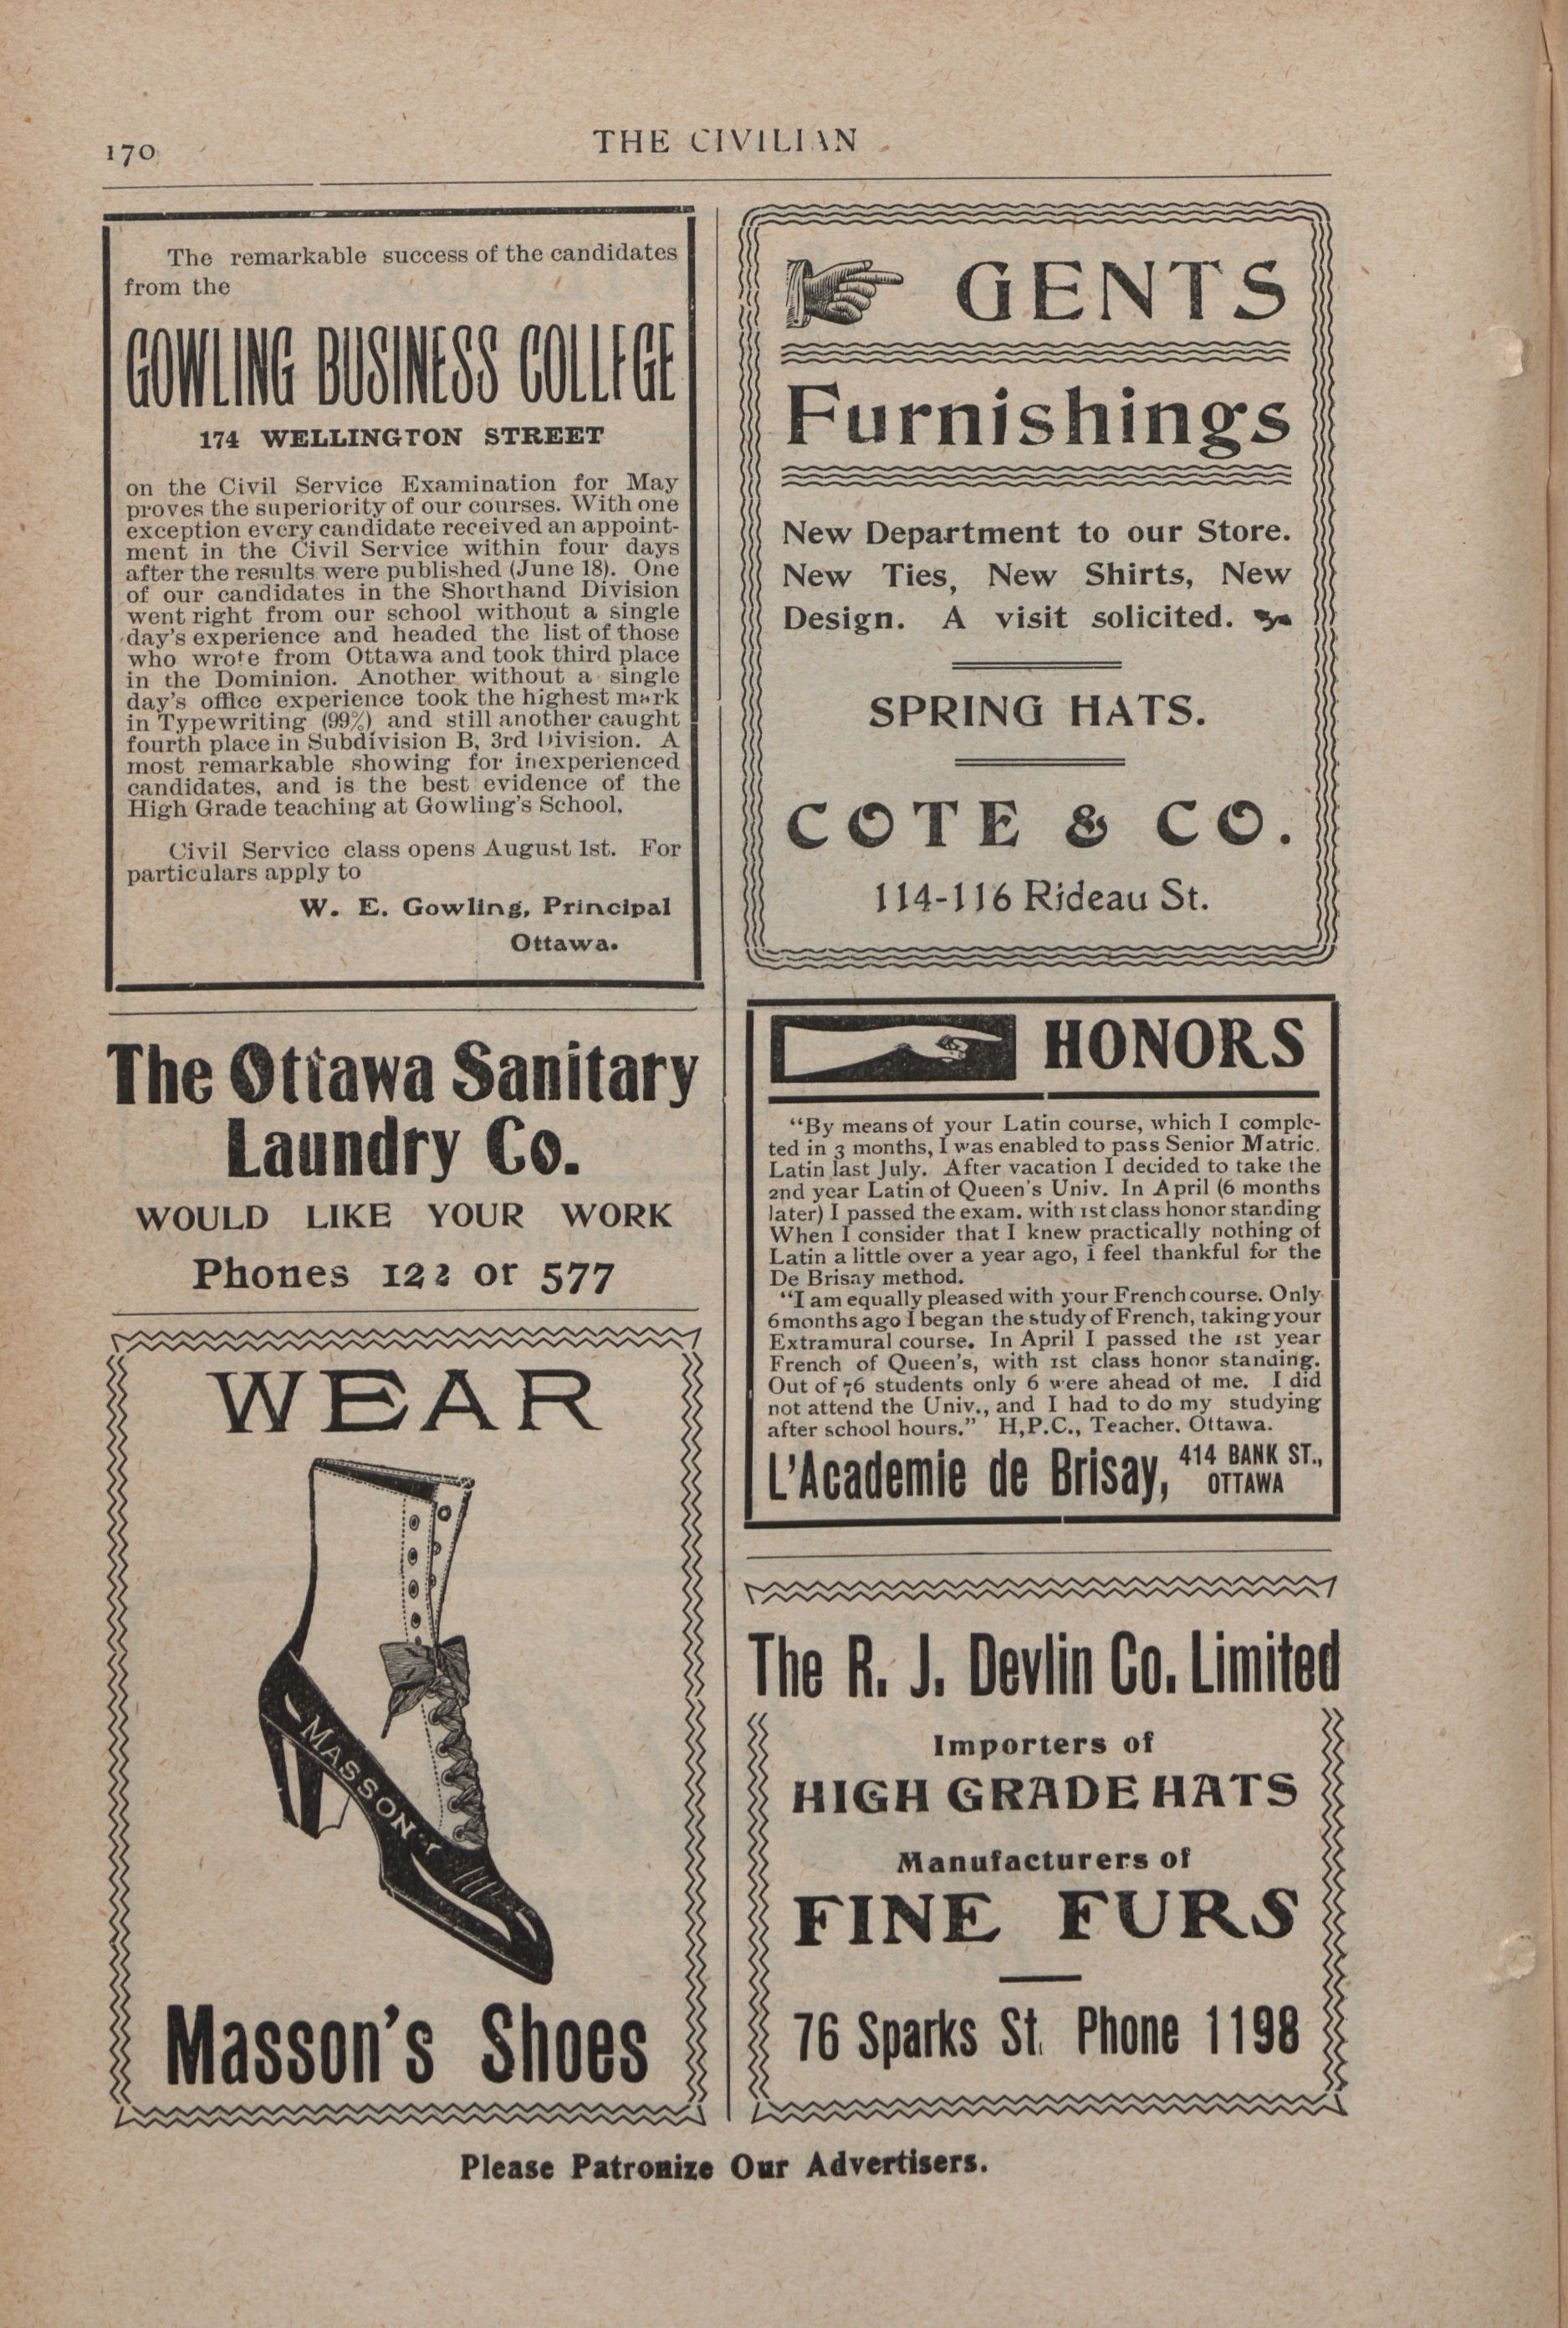 170
THE CIVILIAN
The remarkable success of the candidates
from the
GOWLING BUSINESS COLLEGE
174 WELLINGTON STREET
on the Civil Service Examination for May
proves the superiority of our courses. With one
exception every candidate received an appoint-
ment in the Civil Service within four days
after the results were published (June 18). One
of our candidates in the Shorthand Division
went right from our school without a single
day's experience and headed the list of those
who wrote from Ottawa and took third place
in the Dominion. Another without a single
day's office experience took the highest mark
in Typewriting (99%) and still another caught
fourth place in Subdivision B, 3rd Division. A
most remarkable showing for inexperienced
candidates, and is the best evidence of the
High Grade teaching at Gowling's School.
Civil Service class opens August 1st. For
particulars apply to
W. E. Gowling, Principal
Ottawa.
The Ottawa Sanitary
Laundry Co.
WOULD LIKE YOUR WORK
Phones 122 or 577
WEAR
MASSON
Masson's Shoes
GENTS
Furnishings
New Department to our Store.
New Ties, New Shirts, New
Design. A visit solicited.
SPRING HATS.
COTE & CO.
114-116 Rideau St.
HONORS
"By means of your Latin course, which I comple-
ted in 3 months, I was enabled to pass Senior Matric.
Latin last July. After vacation I decided to take the
2nd year Latin of Queen's Univ. In April (6 months
later) I passed the exam. with 1st class honor standing
When I consider that I knew practically nothing of
Latin a little over a year ago, I feel thankful for the
De Brisay method.
"I am equally pleased with your French course. Only
6months ago I began the study of French, taking your
Extramural course. In April I passed the 1st year
French of Queen's, with 1st class honor standing.
Out of 76 students only 6 were ahead of me. I did
not attend the Univ., and I had to do my studying
after school hours." H,P.C., Teacher. Ottawa.
L'Academie de Brisay, 414 BANK ST.,
OTTAWA
The R. J. Devlin Co. Limited
Importers of
HIGH GRADE HATS
Manufacturers of
FINE FURS
76 Sparks St. Phone 1198
Please Patronize Our Advertisers.